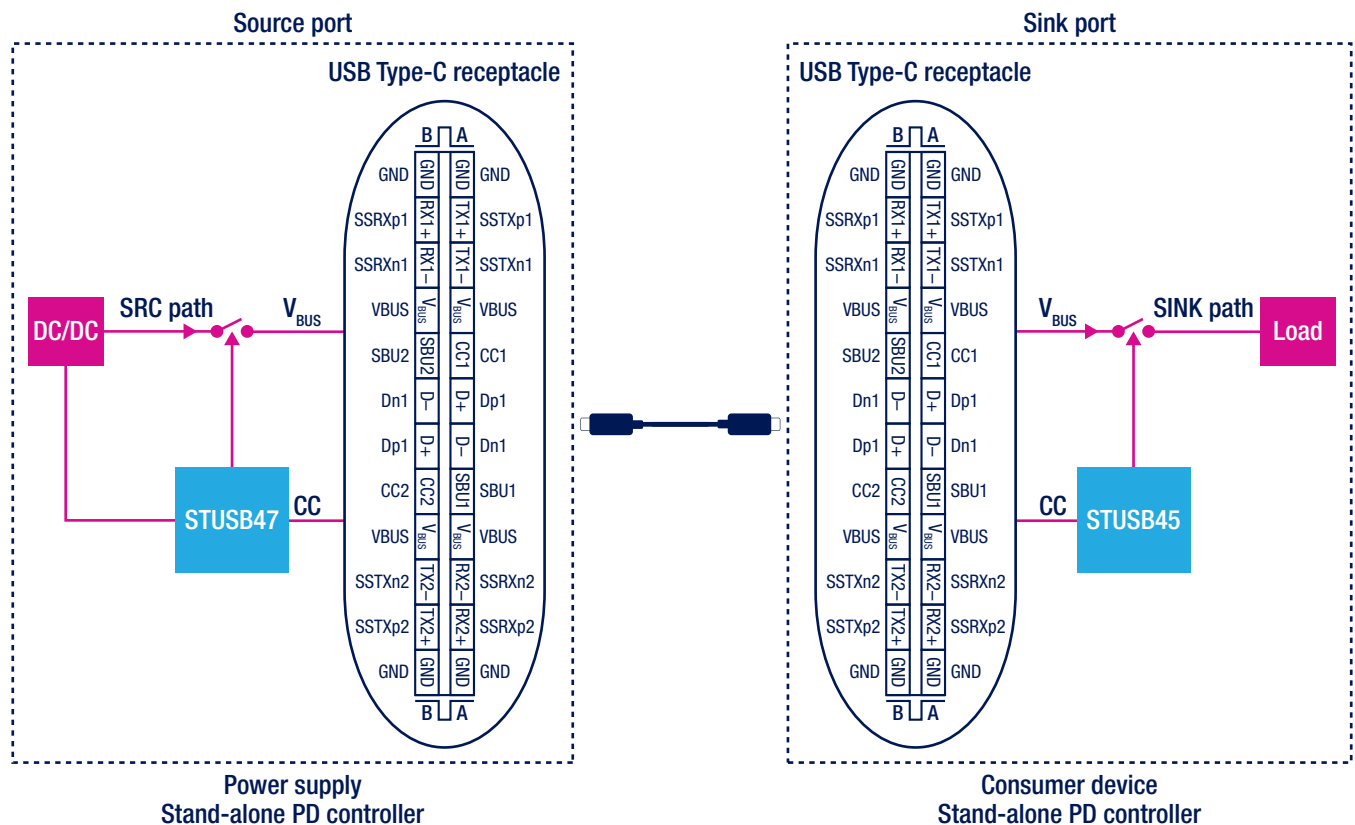 Source port
USB Type-C receptacle
B A
GND GND GND GND
SSRXp1 RX1+ TX1+ SSTXp1
SSRXn1 RX1− TX1− SSTXn1
VBUS VBUS VBUS VBUS
SBU2 SBU2 CC1 CC1
Dn1 D− D+ Dp1
Dp1 D+ D− Dn1
CC2 CC2 SBU1 SBU1
VBUS VBUS VBUS VBUS
SSTXn2 TX2− RX2− SSRXn2
SSTXp2 TX2+ RX2+ SSRXp2
GND GND GND GND
B A
DC/DC
SRC path
VBUS
STUSB47
CC
Power supply
Stand-alone PD controller
Sink port
USB Type-C receptacle
B A
GND GND GND GND
SSRXp1 RX1+ TX1+ SSTXp1
SSRXn1 RX1− TX1− SSTXn1
VBUS VBUS VBUS VBUS
SBU2 SBU2 CC1 CC1
Dn1 D− D+ Dp1
Dp1 D+ D− Dn1
CC2 CC2 SBU1 SBU1
VBUS VBUS VBUS VBUS
SSTXn2 TX2− RX2− SSRXn2
SSTXp2 TX2+ RX2+ SSRXp2
GND GND GND GND
B A
VBUS
SINK path
Load
CC
STUSB45
Consumer device
Stand-alone PD controller